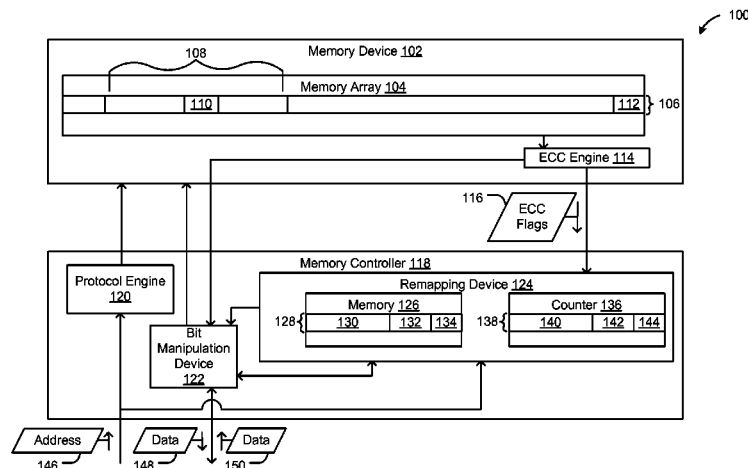 100
Memory Device 102
108
Memory Array 104
110
112
106
ECC Engine 114
116
ECC
Flags
Memory Controller 118
Protocol Engine
120
Remapping Device 124
Memory 126
Counter 136
128
130
132
134
138
140
142
144
Bit
Manipulation
Device
122
Address
Data
Data
146
148
150